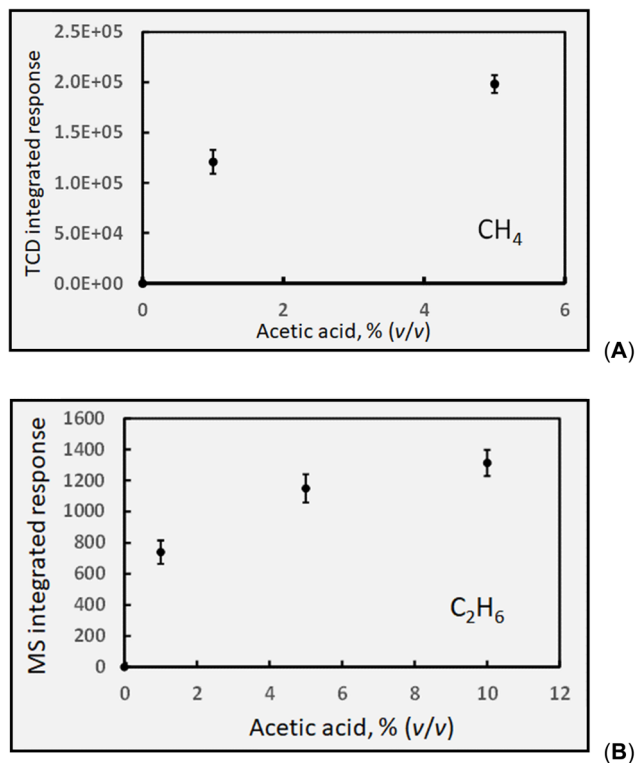 2.5E+05
2.0E+05
1.5E+05
1.0E+05
5.0E+04
0.0E+00
TCD integrated response
CH₄
0 2 4 6
Acetic acid, % (v/v)
(A)
1600
1400
1200
1000
800
600
400
200
0
MS integrated response
C₂H₆
0 2 4 6 8 10 12
Acetic acid, % (v/v)
(B)